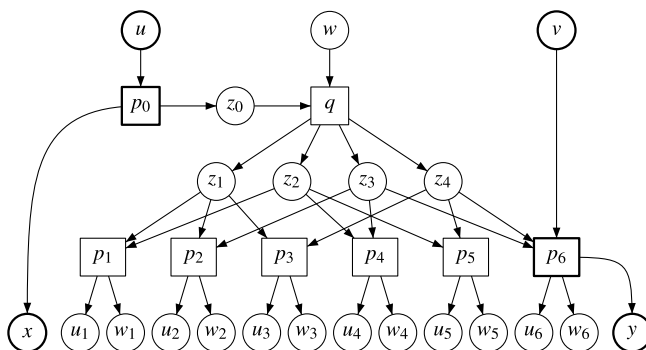 u w v
p₀ z₀ q
z₁ z₂ z₃ z₄
p₁ p₂ p₃ p₄ p₅ p₆
x u₁ w₁ u₂ w₂ u₃ w₃ u₄ w₄ u₅ w₅ u₆ w₆ y